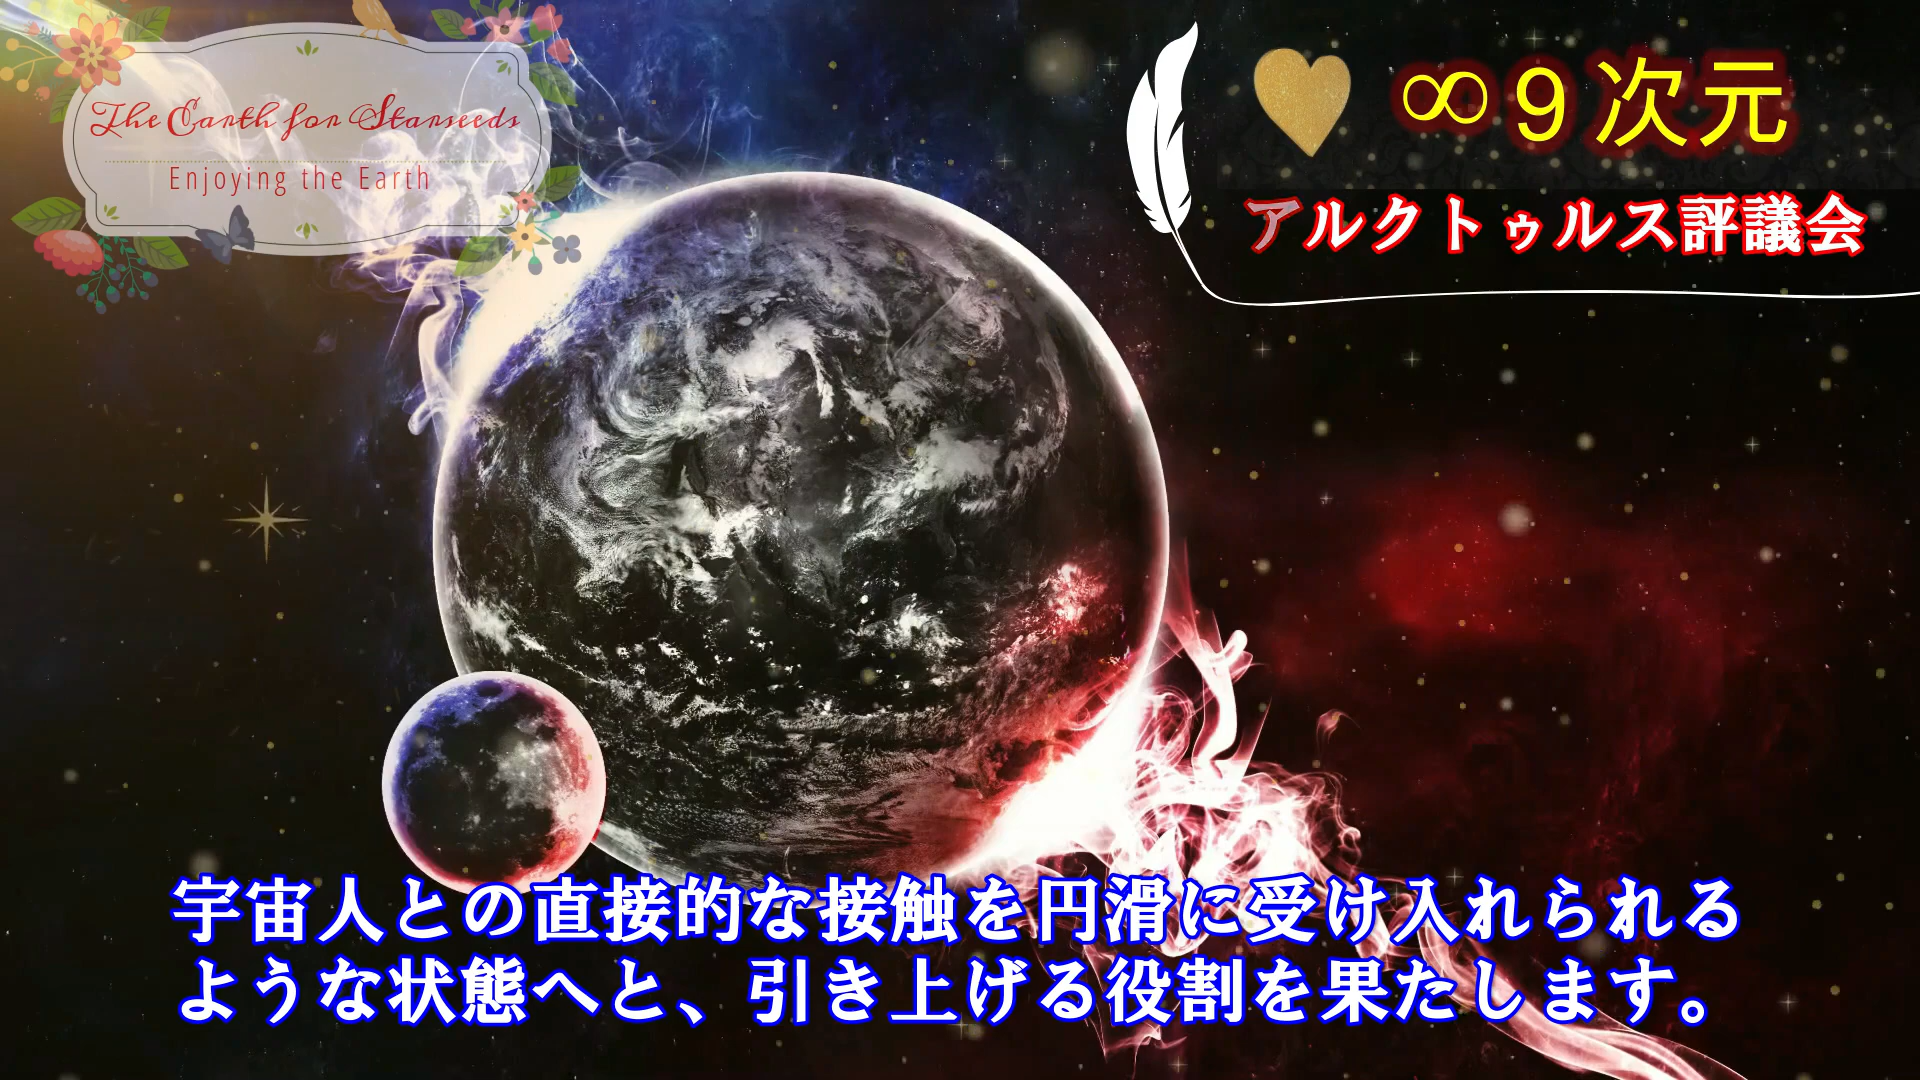 The Earth for Starseeds
Enjoying the Earth
∞９次元
アルクトゥルス評議会
宇宙人との直接的な接触を円滑に受け入れられる
ような状態へと、引き上げる役割を果たします。